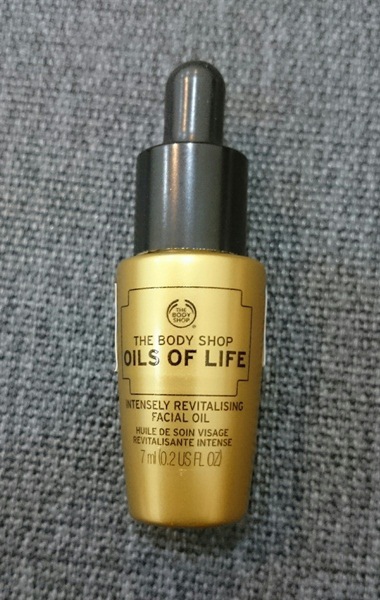 THE
BODY
SHOP
®
THE BODY SHOP
OILS OF LIFE
INTENSELY REVITALISING
FACIAL OIL
HUILE DE SOIN VISAGE
REVITALISANTE INTENSE
7 ml (0.2 US FL OZ)